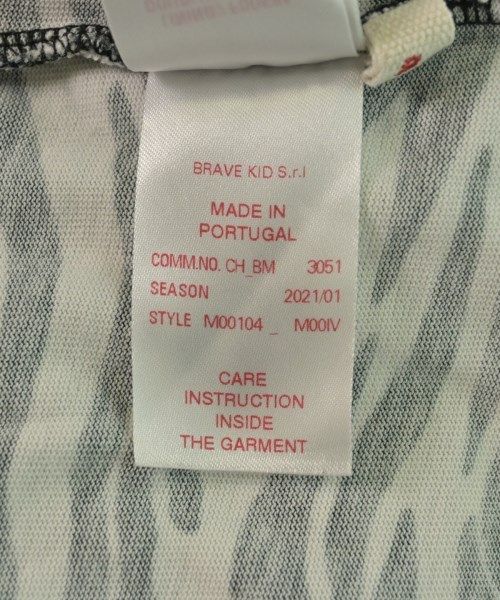 BRAVE KID S.r.l
MADE IN
PORTUGAL
COMM.NO. CH_BM 3051
SEASON 2021/01
STYLE M00104 _ M00IV
CARE
INSTRUCTION
INSIDE
THE GARMENT